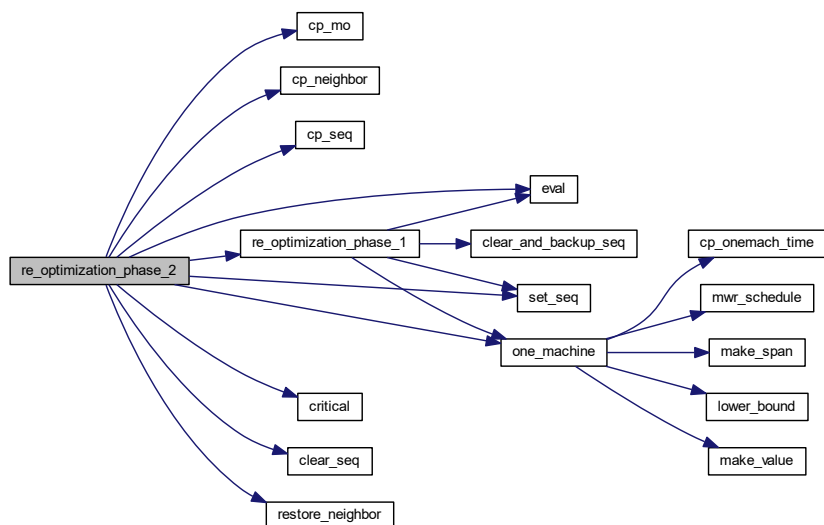 cp_mo
cp_neighbor
cp_seq
eval
re_optimization_phase_1
clear_and_backup_seq
cp_onemach_time
re_optimization_phase_2
set_seq
mwr_schedule
one_machine
make_span
critical
lower_bound
clear_seq
make_value
restore_neighbor